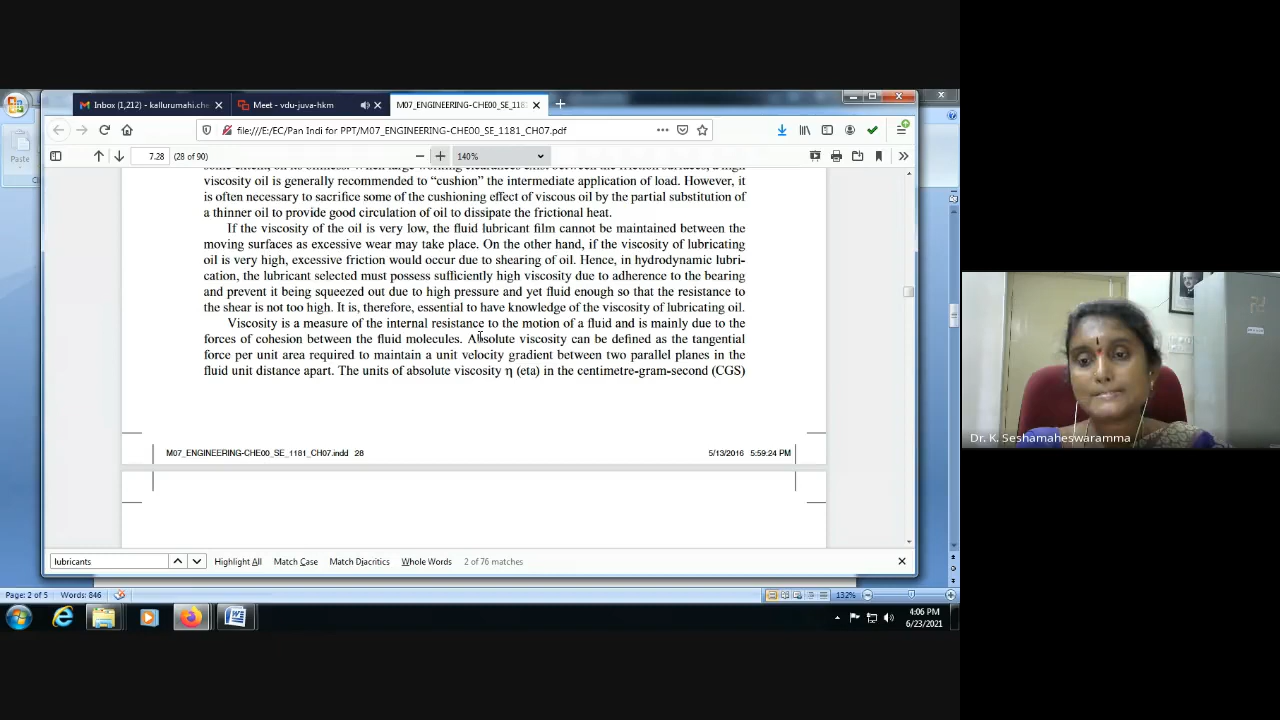 Inbox (1,212) - kallurumahi.che
Meet - vdu-juva-hkm
M07_ENGINEERING-CHE00_SE_118
file:///E:/EC/Pan Indi for PPT/M07_ENGINEERING-CHE00_SE_1181_CH07.pdf
Paste
7.28 (28 of 90)
140%
viscosity oil is generally recommended to “cushion” the intermediate application of load. However, it
is often necessary to sacrifice some of the cushioning effect of viscous oil by the partial substitution of
a thinner oil to provide good circulation of oil to dissipate the frictional heat.
If the viscosity of the oil is very low, the fluid lubricant film cannot be maintained between the
moving surfaces as excessive wear may take place. On the other hand, if the viscosity of lubricating
oil is very high, excessive friction would occur due to shearing of oil. Hence, in hydrodynamic lubri-
cation, the lubricant selected must possess sufficiently high viscosity due to adherence to the bearing
and prevent it being squeezed out due to high pressure and yet fluid enough so that the resistance to
the shear is not too high. It is, therefore, essential to have knowledge of the viscosity of lubricating oil.
Viscosity is a measure of the internal resistance to the motion of a fluid and is mainly due to the
forces of cohesion between the fluid molecules. Absolute viscosity can be defined as the tangential
force per unit area required to maintain a unit velocity gradient between two parallel planes in the
fluid unit distance apart. The units of absolute viscosity η (eta) in the centimetre-gram-second (CGS)
M07_ENGINEERING-CHE00_SE_1181_CH07.indd 28
5/13/2016 5:59:24 PM
lubricants
Highlight All Match Case Match Diacritics Whole Words 2 of 76 matches
Page: 2 of 5 Words: 846
132%
4:06 PM
6/23/2021
Dr. K. Seshamaheswaramma